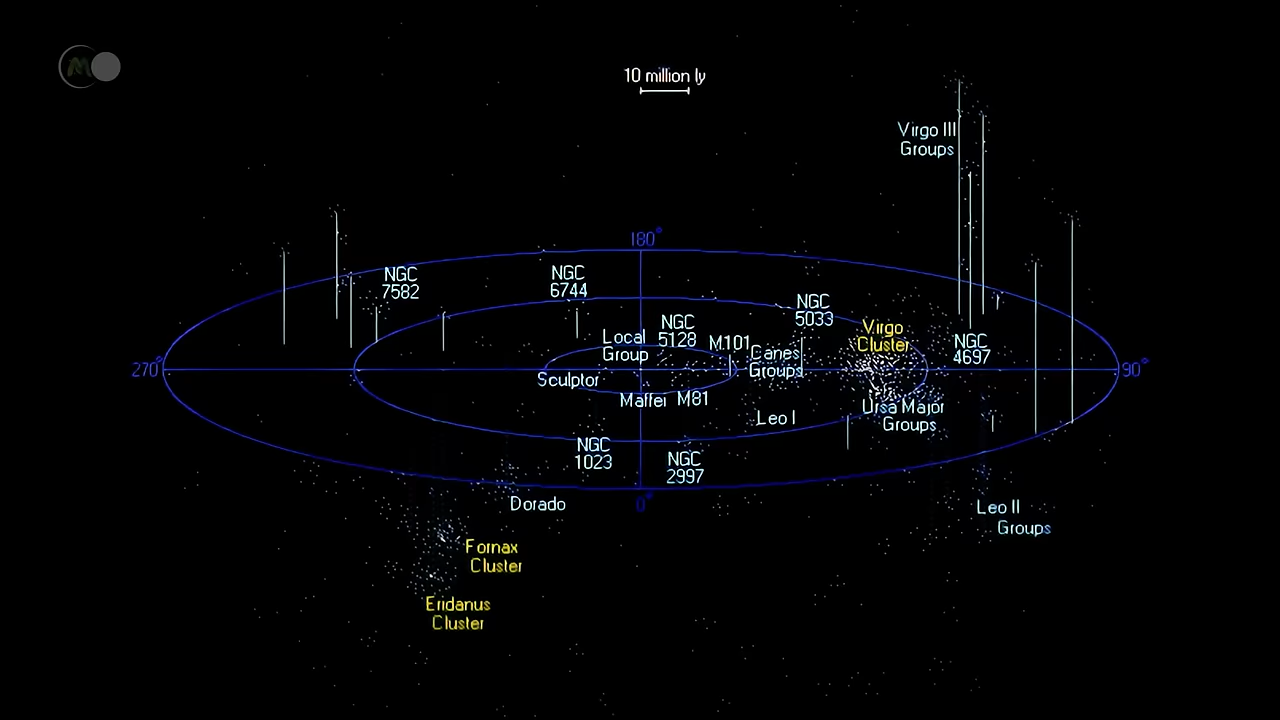 M
10 million ly
Virgo III
Groups
180°
NGC
7582
NGC
6744
NGC
5033
NGC
5128
Virgo
Cluster
Local
Group
M101
Canes
Groups
NGC
4697
270°
90°
Sculptor
Maffei
M81
Leo I
Ursa Major
Groups
NGC
1023
NGC
2997
Dorado
0°
Leo II
Groups
Fornax
Cluster
Eridanus
Cluster